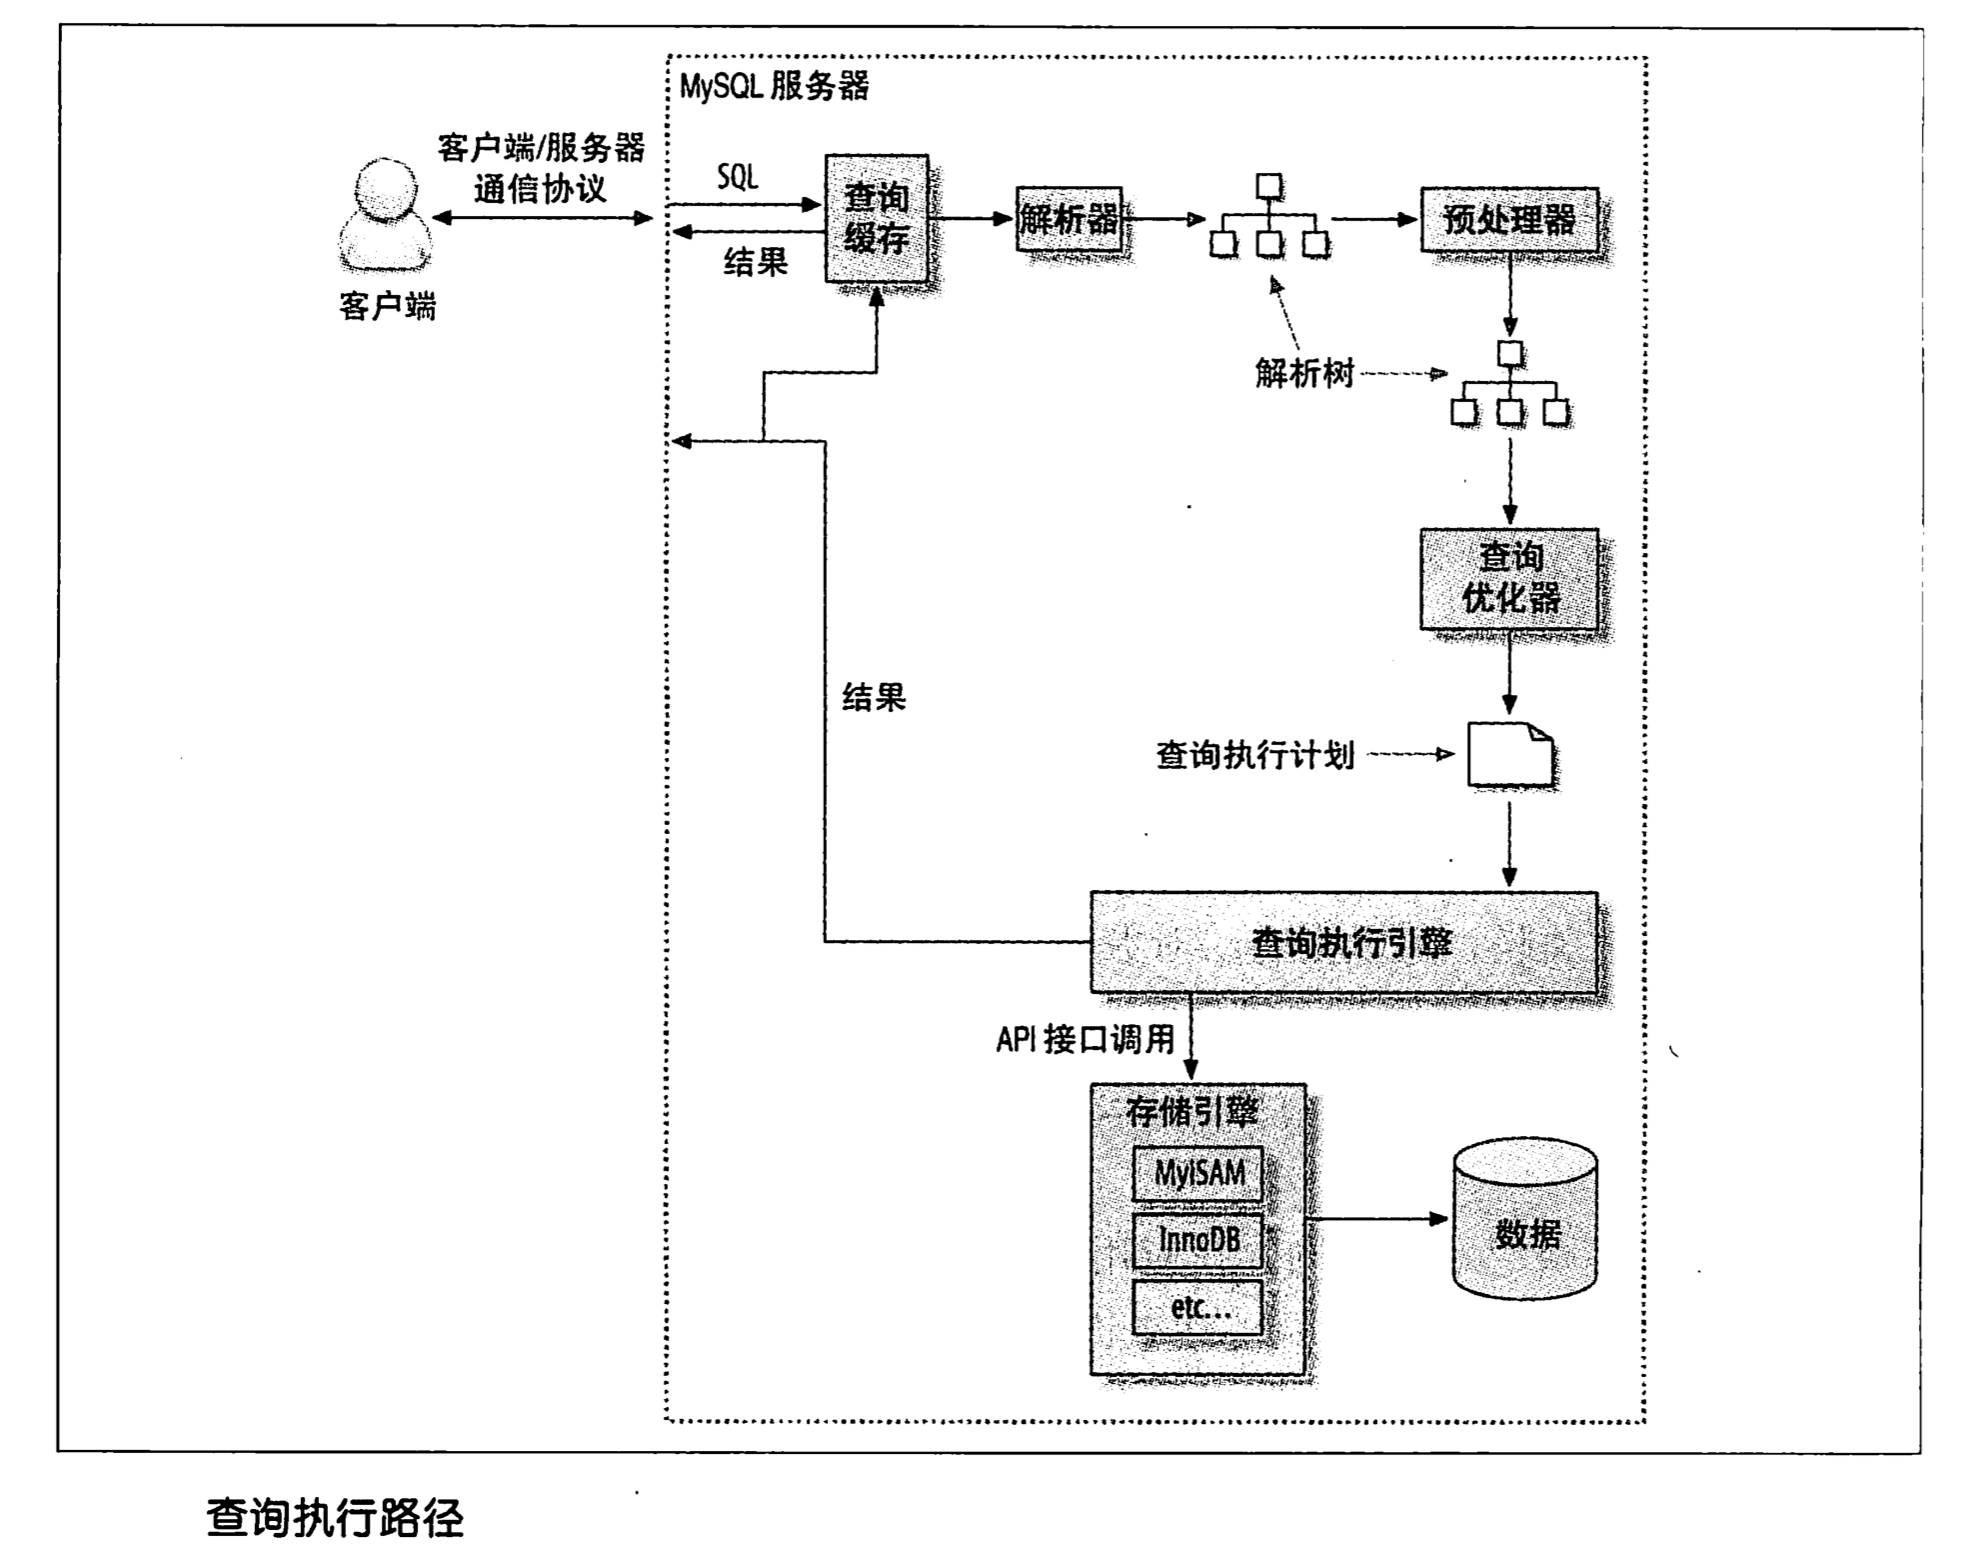 MySQL 服务器
客户端/服务器
通信协议
客户端
SQL
结果
查询
缓存
解析器
预处理器
解析树
查询
优化器
查询执行计划
结果
查询执行引擎
API 接口调用
存储引擎
MyISAM
InnoDB
etc...
数据
查询执行路径